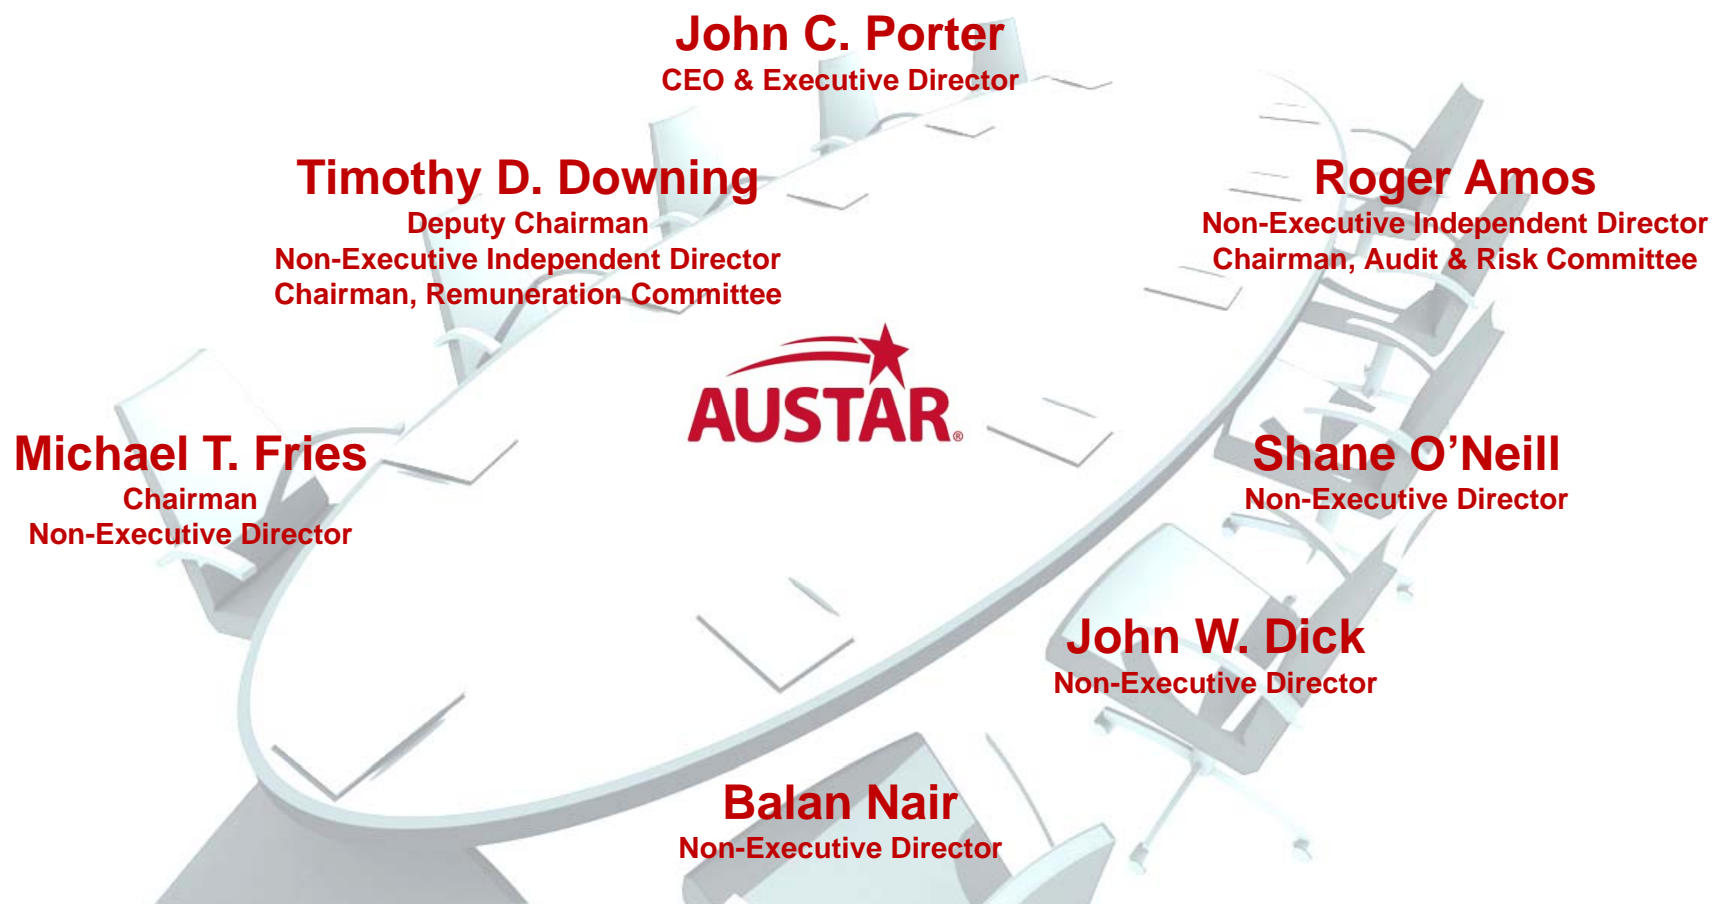 John C. Porter
CEO & Executive Director
Timothy D. Downing
Deputy Chairman
Non-Executive Independent Director
Chairman, Remuneration Committee
Roger Amos
Non-Executive Independent Director
Chairman, Audit & Risk Committee
AUSTAR®
Michael T. Fries
Chairman
Non-Executive Director
Shane O’Neill
Non-Executive Director
John W. Dick
Non-Executive Director
Balan Nair
Non-Executive Director